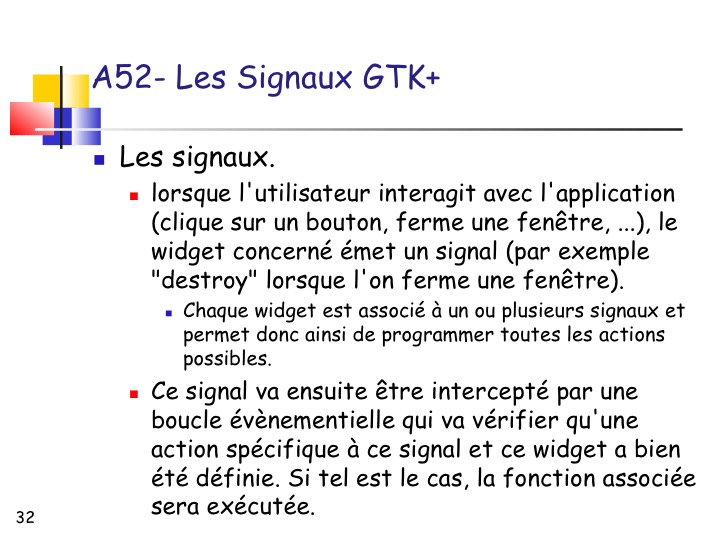 A52- Les Signaux GTK+
Les signaux.
lorsque l'utilisateur interagit avec l'application
(clique sur un bouton, ferme une fenêtre, ...), le
widget concerné émet un signal (par exemple
"destroy" lorsque l'on ferme une fenêtre).
Chaque widget est associé à un ou plusieurs signaux et
permet donc ainsi de programmer toutes les actions
possibles.
Ce signal va ensuite être intercepté par une
boucle évènementielle qui va vérifier qu'une
action spécifique à ce signal et ce widget a bien
été définie. Si tel est le cas, la fonction associée
sera exécutée.
32